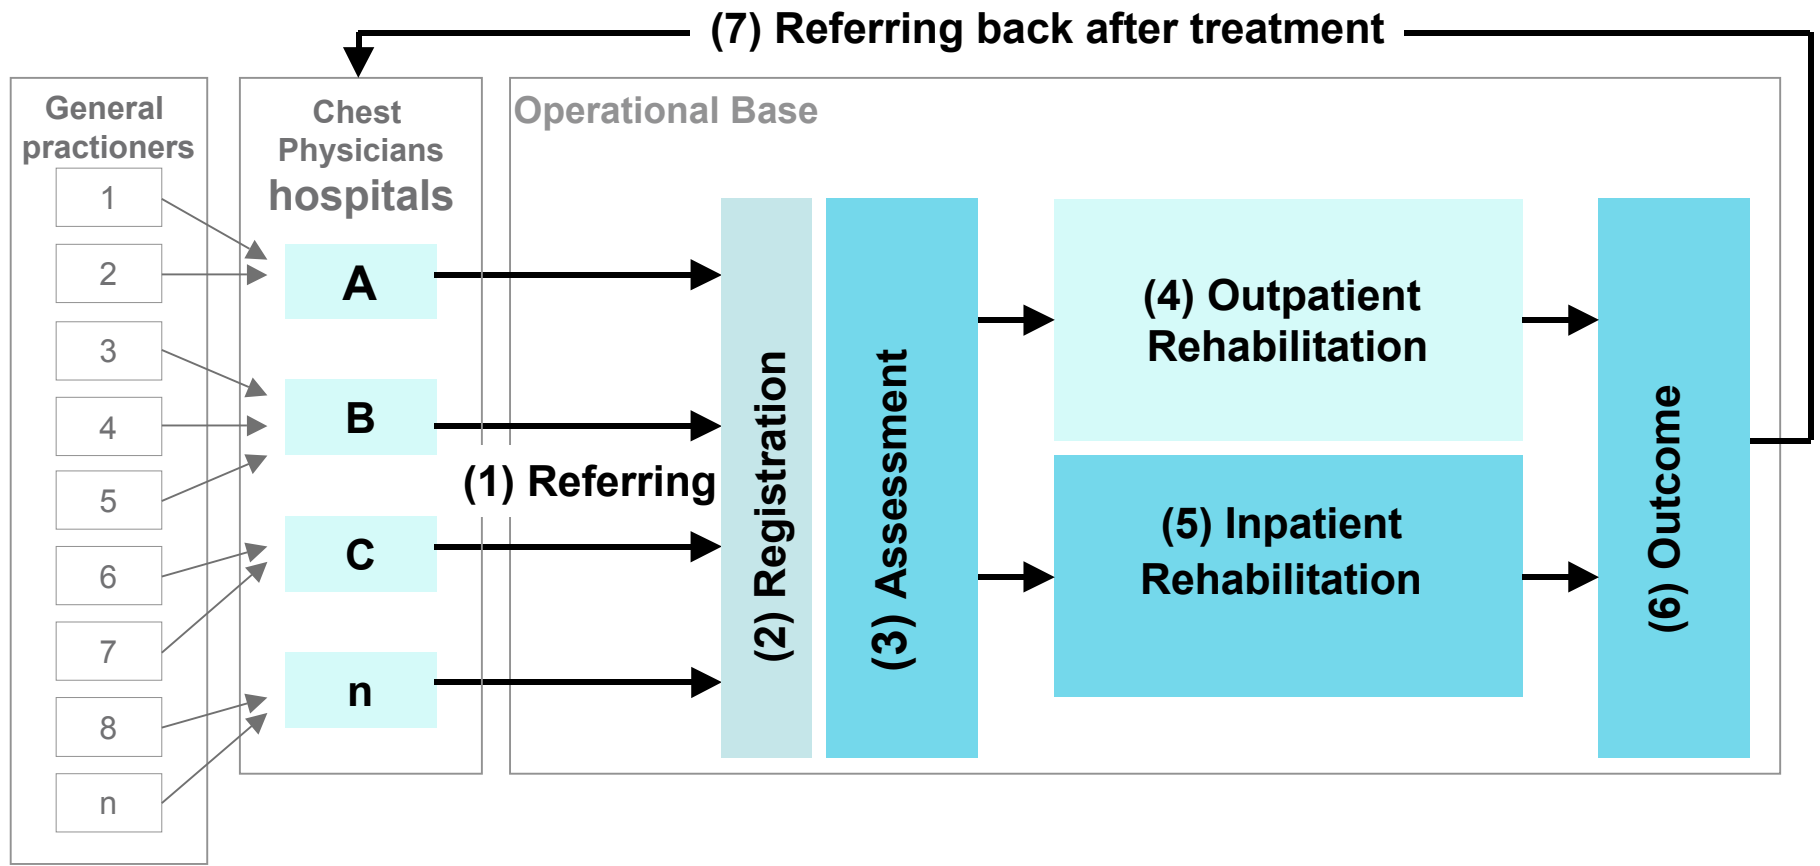 (7) Referring back after treatment
General
practioners
1
2
3
4
5
6
7
8
n
Chest
Physicians
hospitals
A
B
C
n
(1) Referring
Operational Base
(2) Registration
(3) Assessment
(4) Outpatient
Rehabilitation
(5) Inpatient
Rehabilitation
(6) Outcome